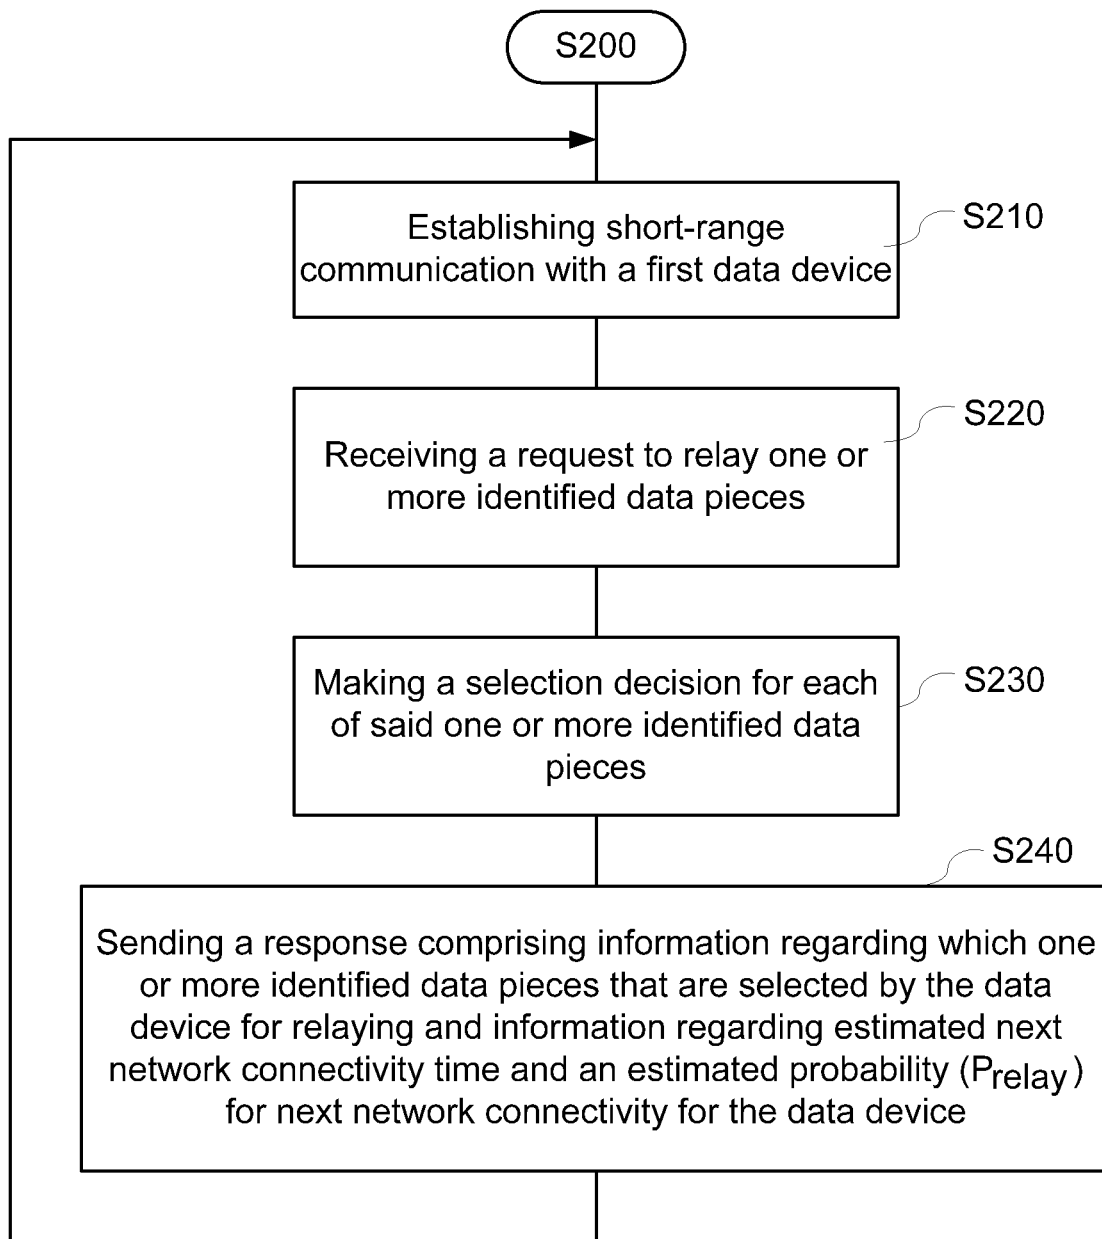 S200
Establishing short-range
communication with a first data device
S210
Receiving a request to relay one or
more identified data pieces
S220
Making a selection decision for each
of said one or more identified data
pieces
S230
S240
Sending a response comprising information regarding which one
or more identified data pieces that are selected by the data
device for relaying and information regarding estimated next
network connectivity time and an estimated probability (Prelay)
for next network connectivity for the data device